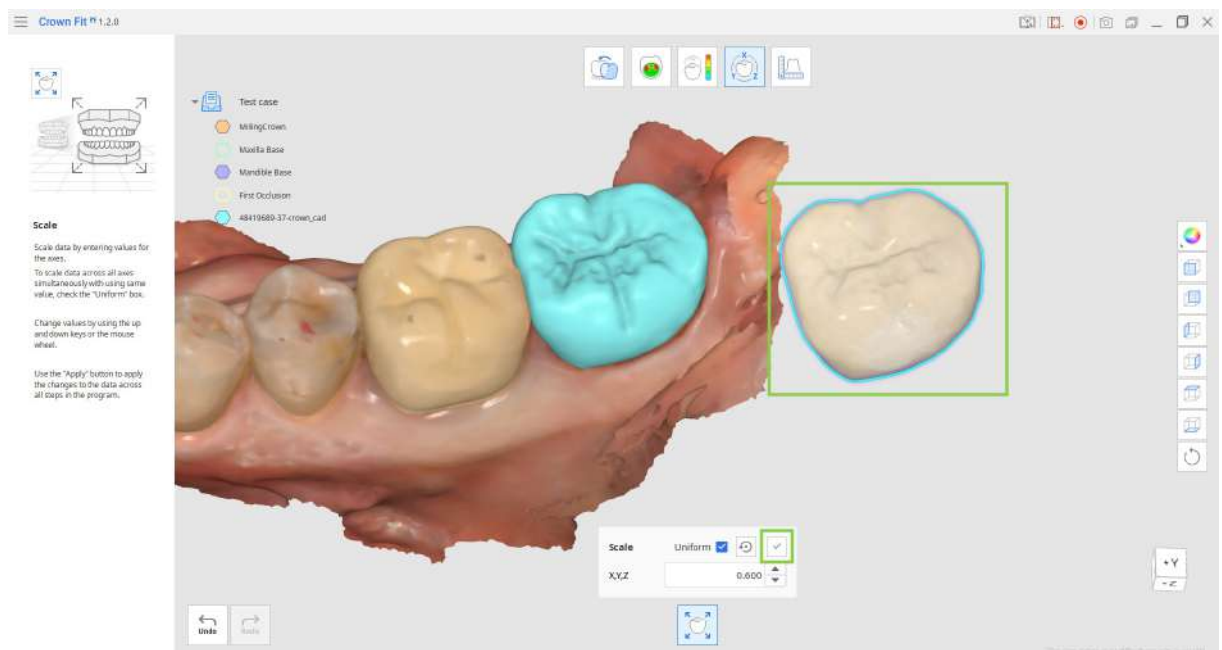 Crown Fit 1.2.0
Test case
MillingCrown
Maxilla Base
Mandible Base
First Occlusion
48419689-37-crown_cad
Scale
Scale data by entering values for
the axes.
To scale data across all axes
simultaneously with using same
value, check the "Uniform" box.
Change values by using the up
and down keys or the mouse
wheel.
Use the "Apply" button to apply
the changes to the data across
all steps in the program.
Scale Uniform
X,Y,Z 0.600
Undo Redo
+Y
-Z